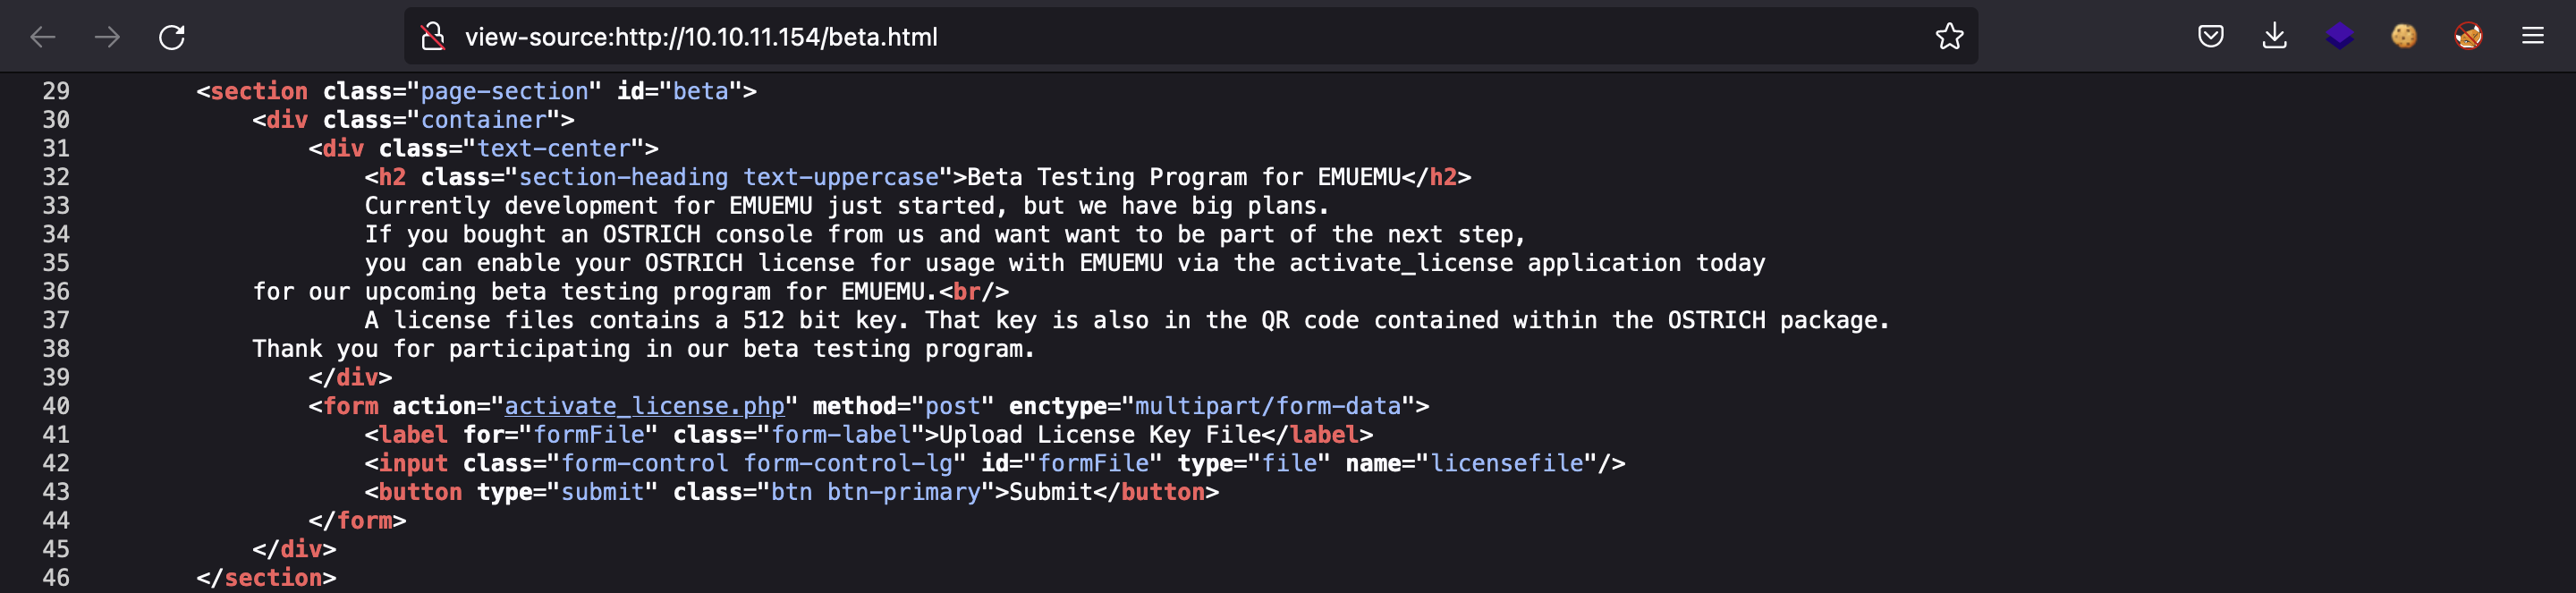 view-source:http://10.10.11.154/beta.html
29 <section class="page-section" id="beta">
30 <div class="container">
31 <div class="text-center">
32 <h2 class="section-heading text-uppercase">Beta Testing Program for EMUEMU</h2>
33 Currently development for EMUEMU just started, but we have big plans.
34 If you bought an OSTRICH console from us and want want to be part of the next step,
35 you can enable your OSTRICH license for usage with EMUEMU via the activate_license application today
36 for our upcoming beta testing program for EMUEMU.<br/>
37 A license files contains a 512 bit key. That key is also in the QR code contained within the OSTRICH package.
38 Thank you for participating in our beta testing program.
39 </div>
40 <form action="activate_license.php" method="post" enctype="multipart/form-data">
41 <label for="formFile" class="form-label">Upload License Key File</label>
42 <input class="form-control form-control-lg" id="formFile" type="file" name="licensefile"/>
43 <button type="submit" class="btn btn-primary">Submit</button>
44 </form>
45 </div>
46 </section>